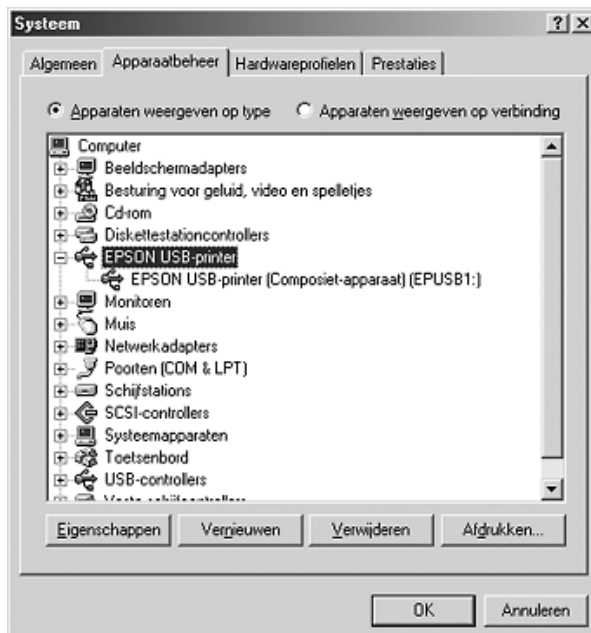 Systeem
Algemeen Apparaatbeheer Hardwareprofielen Prestaties
Apparaten weergeven op type Apparaten weergeven op verbinding
Computer
Beeldschermadapters
Besturing voor geluid, video en spelletjes
Cd-rom
Diskettestationcontrollers
EPSON USB-printer
EPSON USB-printer (Composiet-apparaat) (EPUSB1:)
Monitoren
Muis
Netwerkadapters
Poorten (COM & LPT)
Schijfstations
SCSI-controllers
Systeemapparaten
Toetsenbord
USB-controllers
Vaste-schijfcontrollers
Eigenschappen Vernieuwen Verwijderen Afdrukken...
OK Annuleren